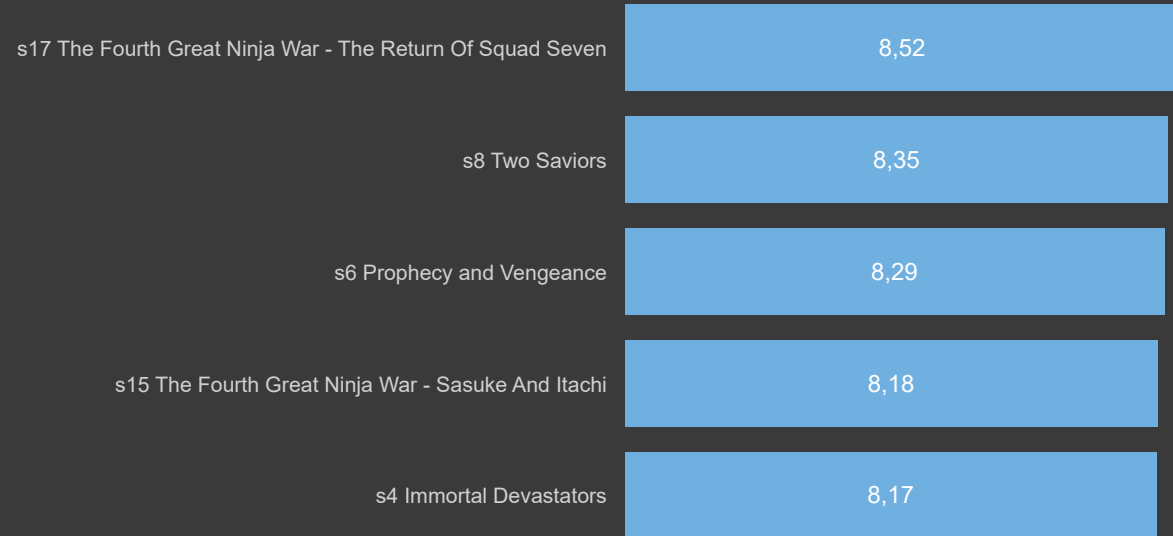 s17 The Fourth Great Ninja War - The Return Of Squad Seven 8,52
s8 Two Saviors 8,35
s6 Prophecy and Vengeance 8,29
s15 The Fourth Great Ninja War - Sasuke And Itachi 8,18
s4 Immortal Devastators 8,17